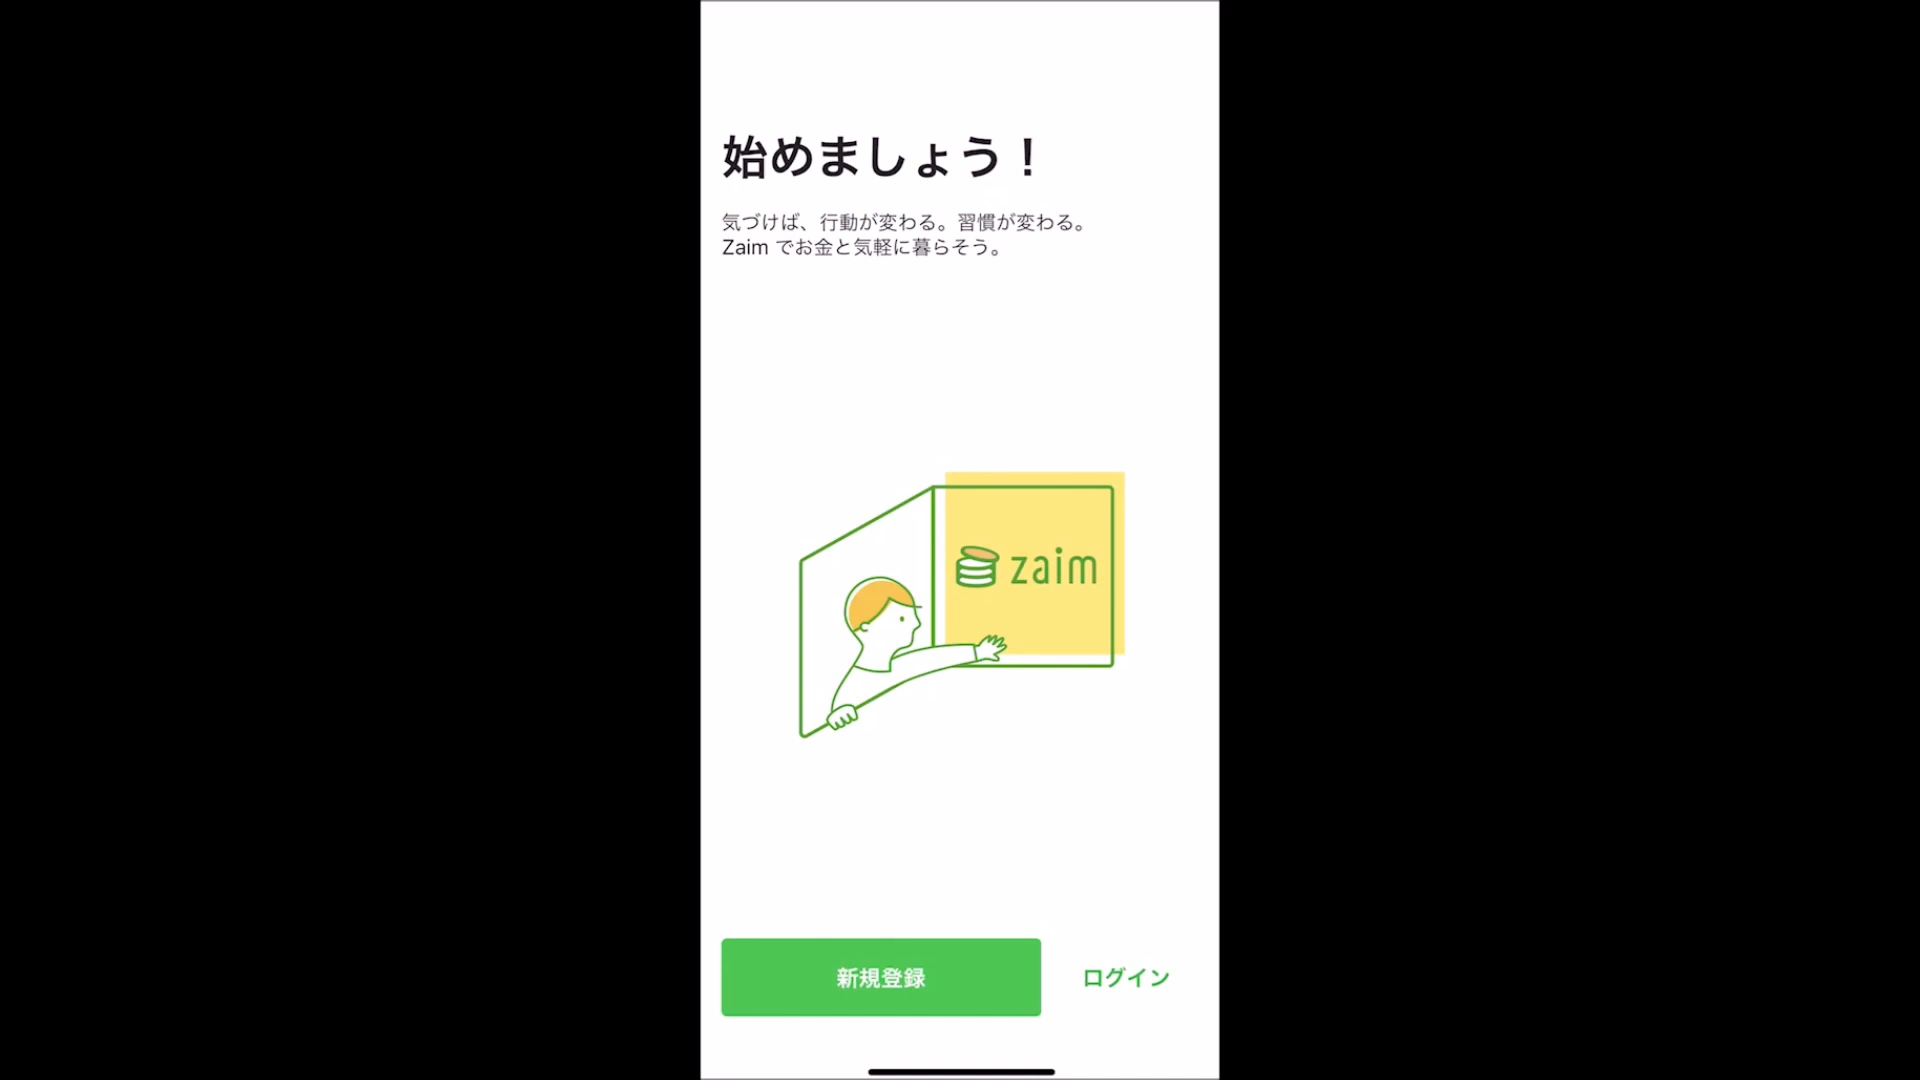 始めましょう！
気づけば、行動が変わる。習慣が変わる。
Zaim でお金と気軽に暮らそう。
zaim
新規登録
ログイン